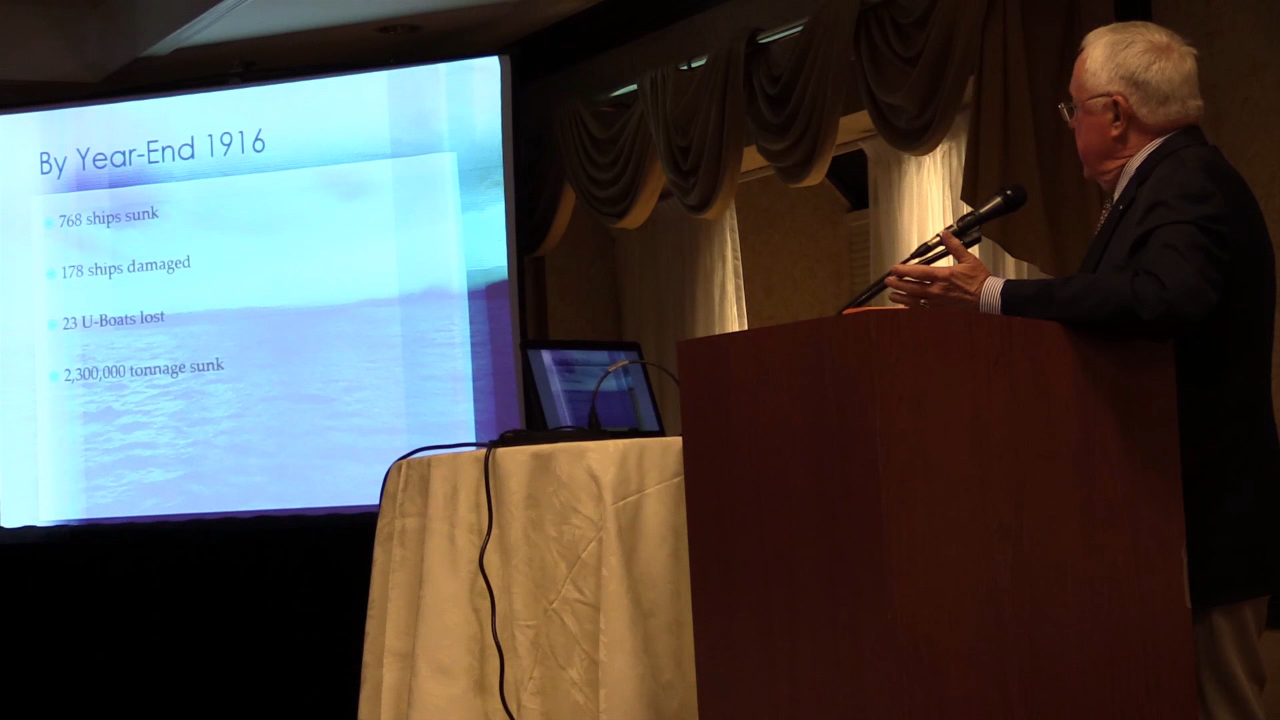 By Year-End 1916
768 ships sunk
178 ships damaged
23 U-Boats lost
2,300,000 tonnage sunk